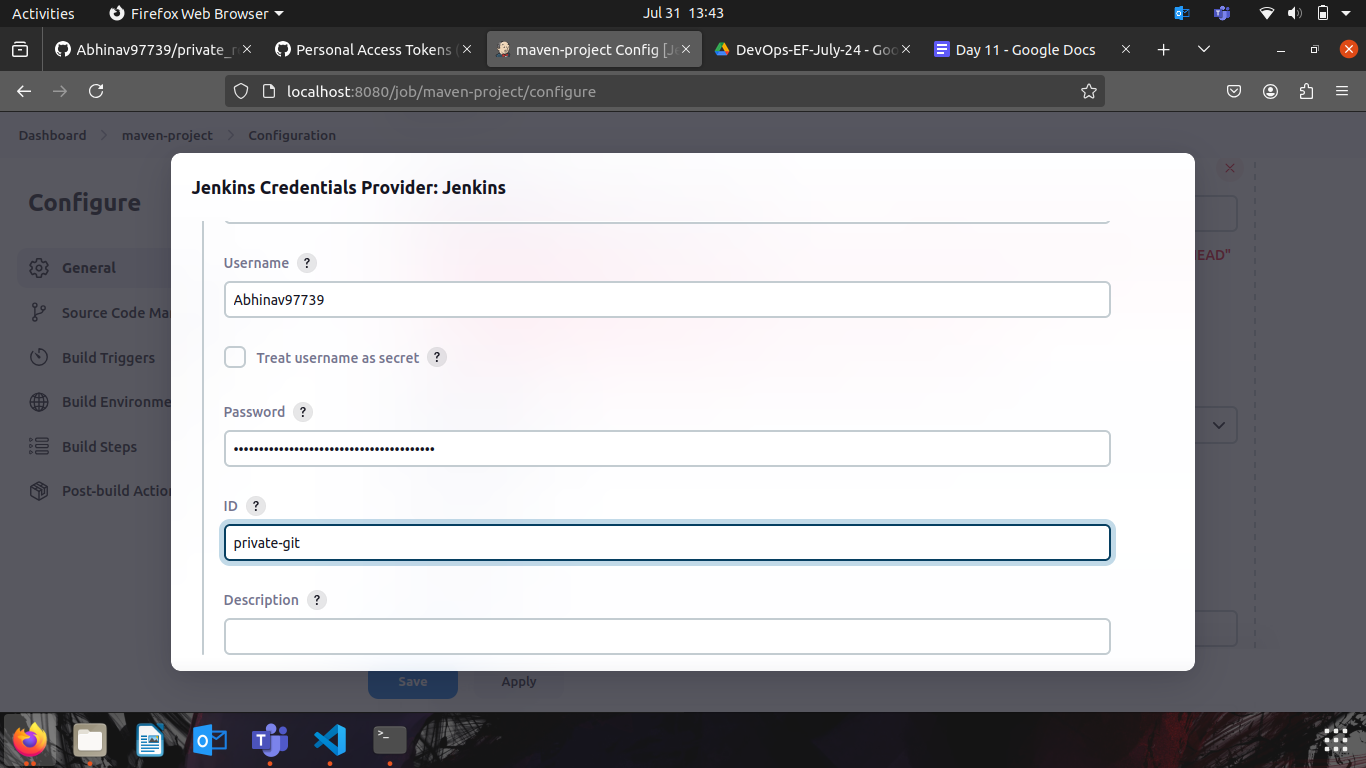 Activities
Firefox Web Browser
Jul 31 13:43
Abhinav97739/private_r
Personal Access Tokens (
maven-project Config [Je
DevOps-EF-July-24 - Goo
Day 11 - Google Docs
localhost:8080/job/maven-project/configure
Dashboard
maven-project
Configuration
Jenkins Credentials Provider: Jenkins
Configure
General
Source Code Ma
Build Triggers
Build Environme
Build Steps
Post-build Action
EAD"
Username ?
Abhinav97739
Treat username as secret ?
Password ?
••••••••••••••••••••••••••••••••••••••••
ID ?
private-git
Description ?
Save
Apply